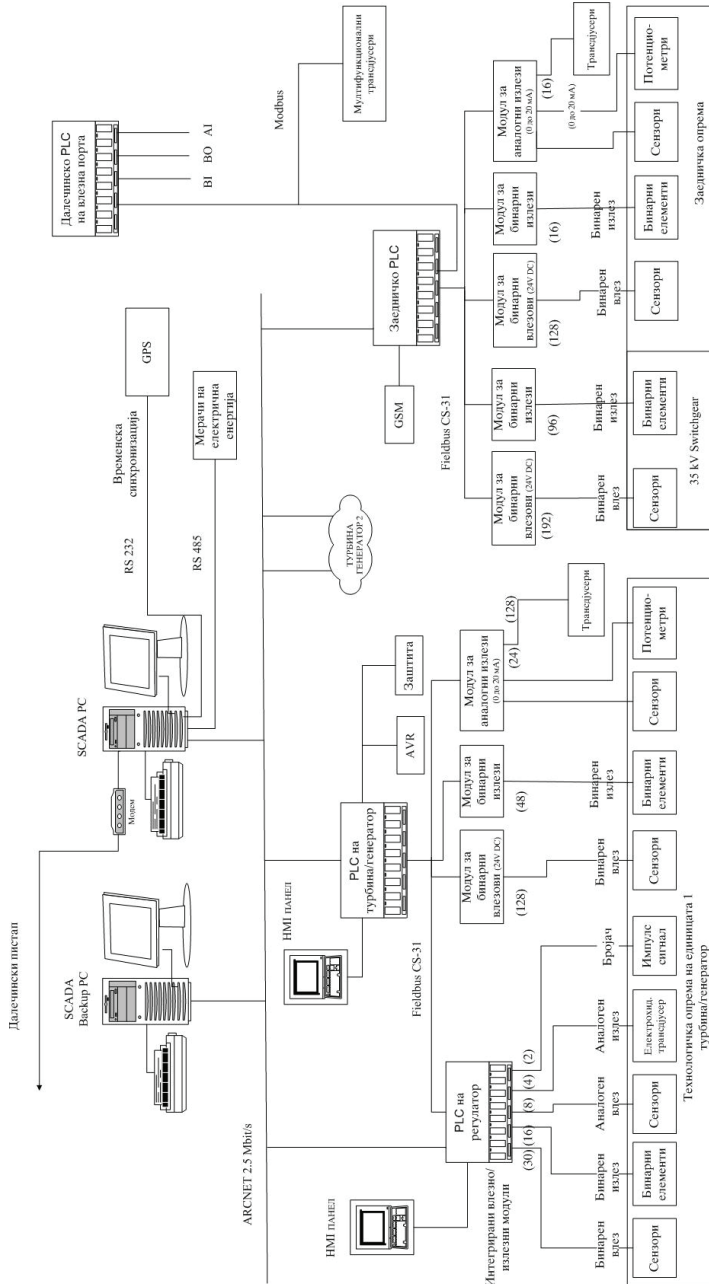 Далечински пистап
SCADA
Backup PC
Модем
SCADA PC
RS 232
Временска
синхронизација
GPS
RS 485
Мерачи на
електрична
енергија
Далечинско PLC
на влезна порта
BI
BO
AI
Modbus
Мултифункционални
трансдјусери
ARCNET 2.5 Mbit/s
HMI ПАНЕЛ
HMI ПАНЕЛ
ТУРБИНА
ГЕНЕРАТОР 2
GSM
Заедничко PLC
PLC на
турбина/генератор
AVR
Заштита
Fieldbus CS-31
Fieldbus CS-31
PLC на
регулатор
Интегрирани влезно/
излезни модули
(30)
(16)
(8)
(4)
(2)
Модул за
бинарни
влезови (24V DC)
(128)
Модул за
бинарни
излези
(48)
Модул за
аналогни излези
(0 до 20 мА)
(24)
(128)
Трансдјусери
Модул за
бинарни
влезови (24V DC)
(192)
Модул за
бинарни
излези
(96)
Модул за
бинарни
влезови (24V DC)
(128)
Модул за
бинарни излези
(16)
Модул за
аналогни излези
(0 до 20 мА)
(16)
(0 до 20 мА)
Трансдјусери
Бинарен
влез
Бинарен
излез
Аналоген
влез
Аналоген
излез
Бројач
Бинарен
влез
Бинарен
излез
Бинарен
влез
Бинарен
излез
Бинарен
влез
Бинарен
излез
Сензори
Бинарни
елементи
Сензори
Електрохид.
трансдјусер
Импулс
сигнал
Сензори
Бинарни
елементи
Сензори
Потенцио-
метри
Сензори
Бинарни
елементи
Сензори
Бинарни
елементи
Сензори
Потенцио-
метри
Технологичка опрема на единицата 1
турбина/генератор
35 kV Switchgear
Заедничка опрема